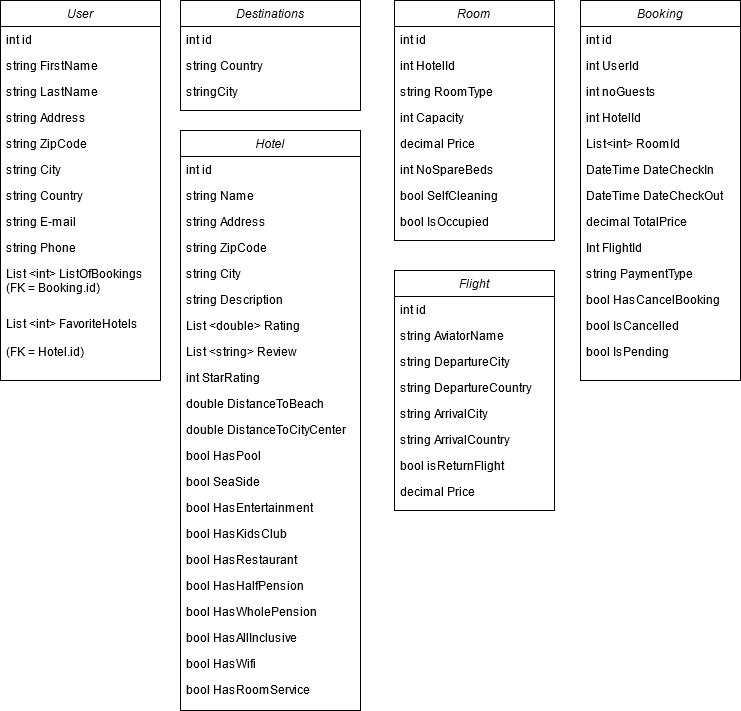 User
int id
string FirstName
string LastName
string Address
string ZipCode
string City
string Country
string E-mail
string Phone
List <int> ListOfBookings
(FK = Booking.id)
List <int> FavoriteHotels
(FK = Hotel.id)
Destinations
int id
string Country
stringCity
Hotel
int id
string Name
string Address
string ZipCode
string City
string Description
List <double> Rating
List <string> Review
int StarRating
double DistanceToBeach
double DistanceToCityCenter
bool HasPool
bool SeaSide
bool HasEntertainment
bool HasKidsClub
bool HasRestaurant
bool HasHalfPension
bool HasWholePension
bool HasAllInclusive
bool HasWifi
bool HasRoomService
Room
int id
int HotelId
string RoomType
int Capacity
decimal Price
int NoSpareBeds
bool SelfCleaning
bool IsOccupied
Flight
int id
string AviatorName
string DepartureCity
string DepartureCountry
string ArrivalCity
string ArrivalCountry
bool isReturnFlight
decimal Price
Booking
int id
int UserId
int noGuests
int HotelId
List<int> RoomId
DateTime DateCheckIn
DateTime DateCheckOut
decimal TotalPrice
Int FlightId
string PaymentType
bool HasCancelBooking
bool IsCancelled
bool IsPending